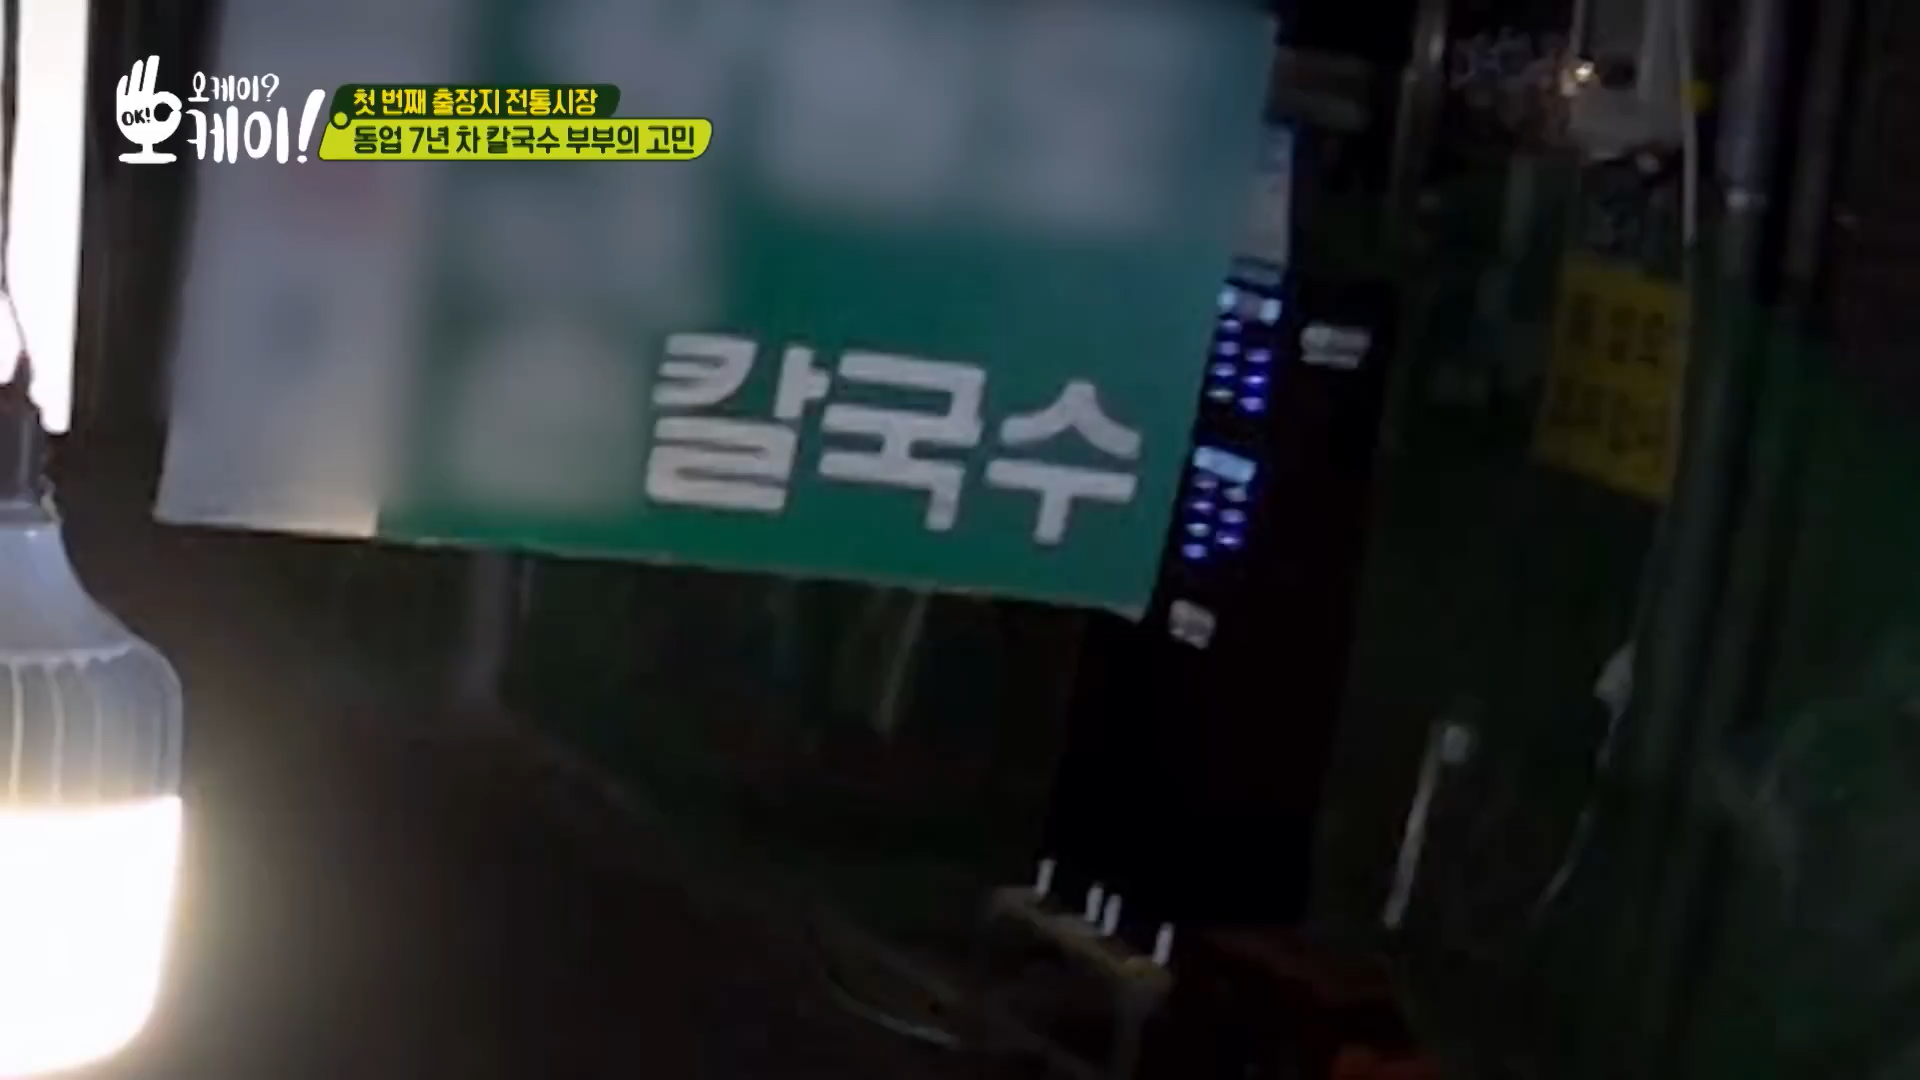 오케이?
OK!
오케이!
첫 번째 출장지 전통시장
동업 7년 차 칼국수 부부의 고민
칼국수